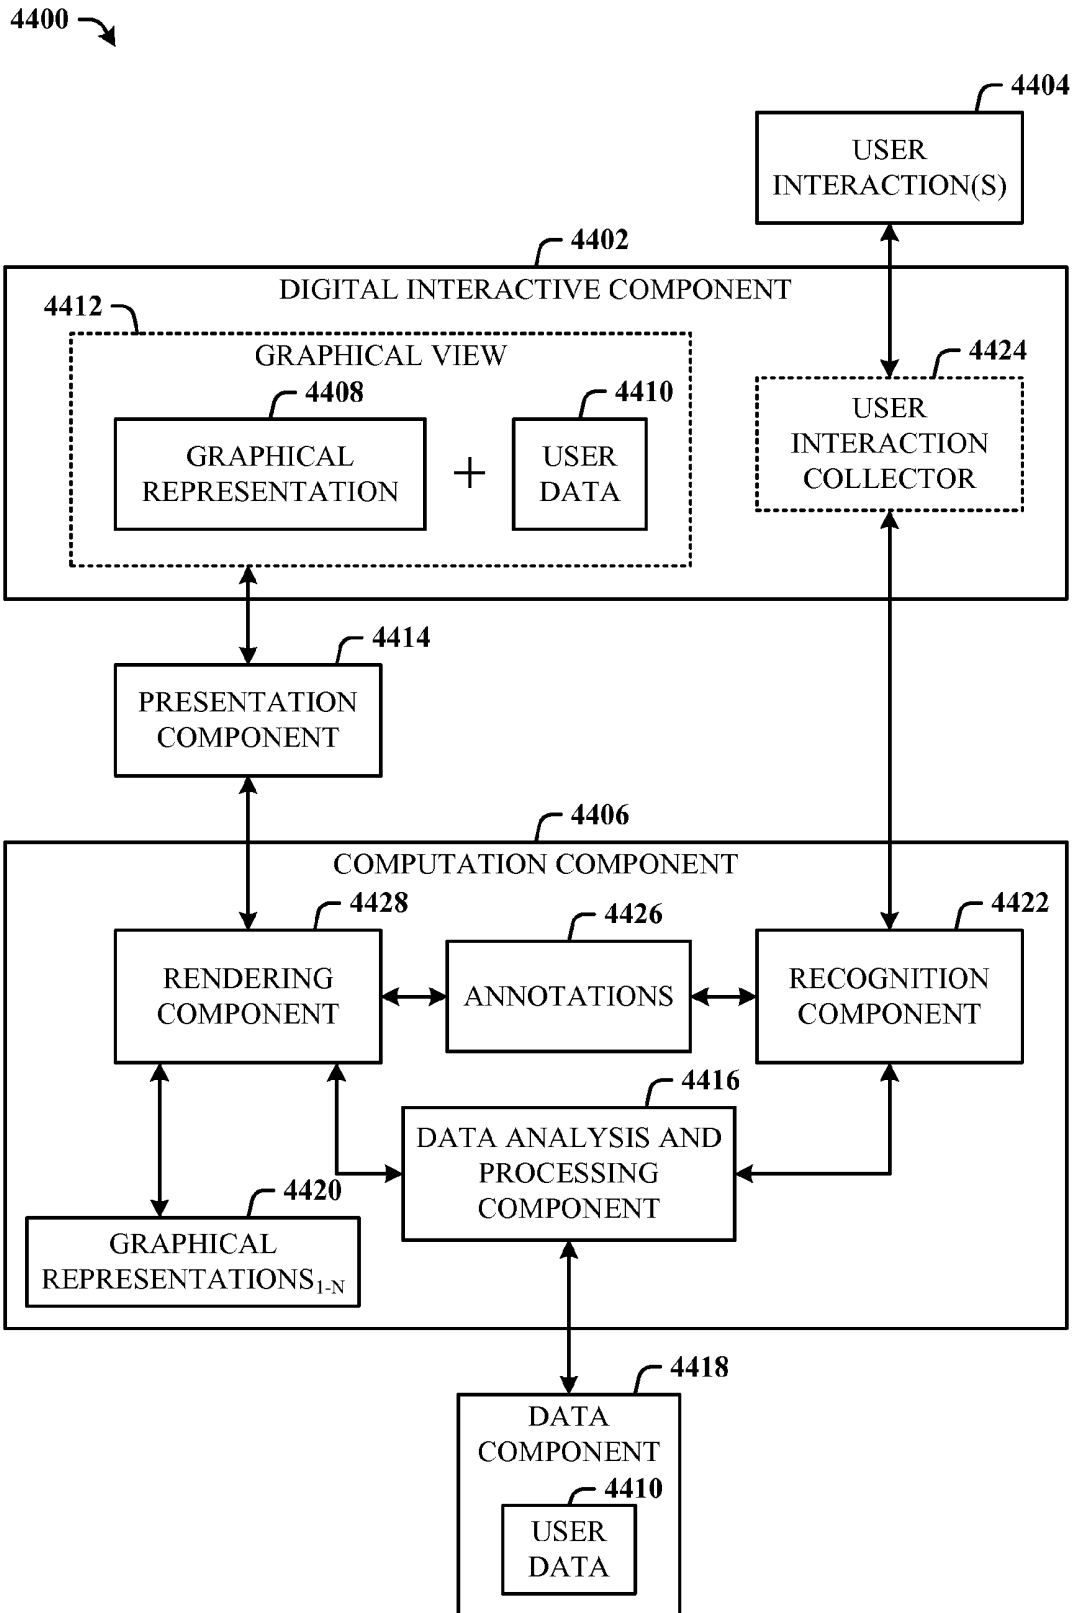 4400
4404
USER
INTERACTION(S)
4402
DIGITAL INTERACTIVE COMPONENT
4412
GRAPHICAL VIEW
4408
GRAPHICAL
REPRESENTATION
+
4410
USER
DATA
4424
USER
INTERACTION
COLLECTOR
4414
PRESENTATION
COMPONENT
4406
COMPUTATION COMPONENT
4428
RENDERING
COMPONENT
4426
ANNOTATIONS
4422
RECOGNITION
COMPONENT
4416
DATA ANALYSIS AND
PROCESSING
COMPONENT
4420
GRAPHICAL
REPRESENTATIONS1-N
4418
DATA
COMPONENT
4410
USER
DATA